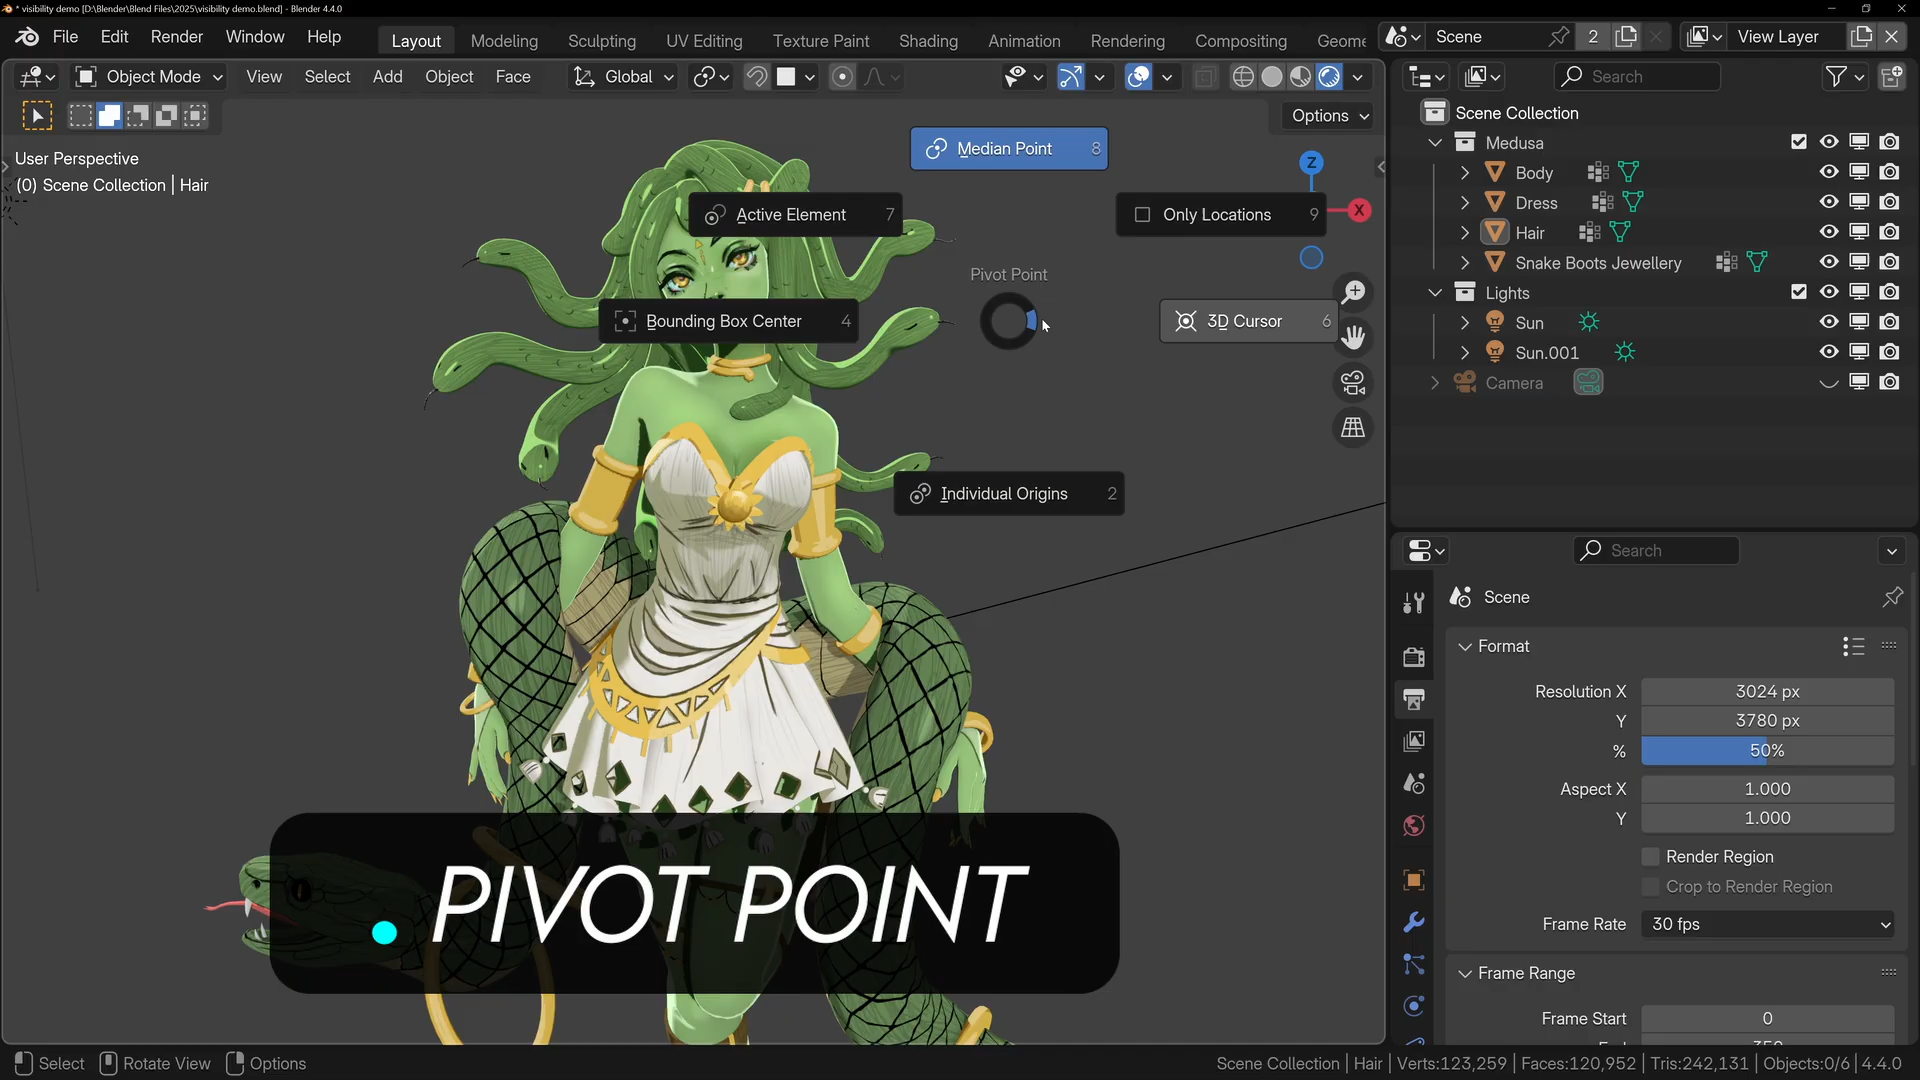 * visibility demo [D:\Blender\Blend Files\2025\visibility demo.blend] - Blender 4.4.0
File Edit Render Window Help
Layout Modeling Sculpting UV Editing Texture Paint Shading Animation Rendering Compositing Geome
Scene 2 View Layer
Object Mode View Select Add Object Face Global
Search
Options
User Perspective
(0) Scene Collection | Hair
Median Point 8
Active Element 7
Only Locations 9
Pivot Point
Bounding Box Center 4
3D Cursor 6
Individual Origins 2
Z
X
Scene Collection
Medusa
Body
Dress
Hair
Snake Boots Jewellery
Lights
Sun
Sun.001
Camera
Search
Scene
Format
Resolution X 3024 px
Y 3780 px
% 50%
Aspect X 1.000
Y 1.000
Render Region
Crop to Render Region
Frame Rate 30 fps
Frame Range
Frame Start 0
PIVOT POINT
Select Rotate View Options
Scene Collection | Hair | Verts:123,259 | Faces:120,952 | Tris:242,131 | Objects:0/6 | 4.4.0